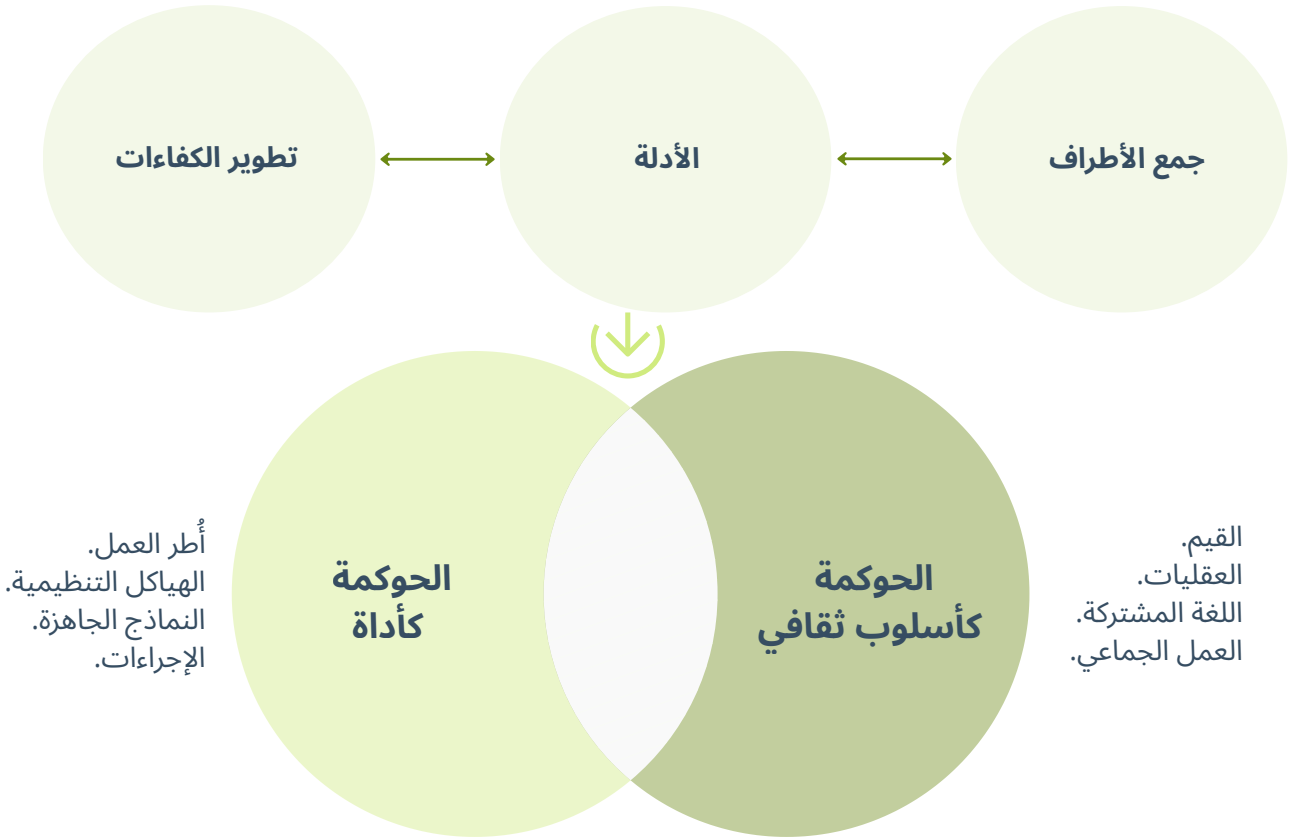 جمع الأطراف
الأدلة
تطوير الكفاءات
القيم.
العقليات.
اللغة المشتركة.
العمل الجماعي.
الحوكمة
كأسلوب ثقافي
الحوكمة
كأداة
أُطر العمل.
الهياكل التنظيمية.
النماذج الجاهزة.
الإجراءات.